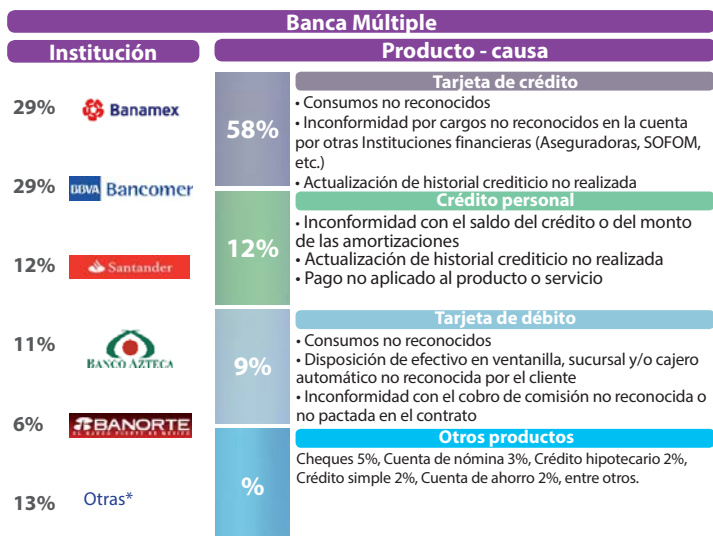 Banca Múltiple
Institución
Producto - causa
29%
Banamex
29%
BBVA Bancomer
12%
Santander
11%
BANCO AZTECA
6%
BANORTE
EL BANCO FUERTE DE MÉXICO
13%
Otras*
58%
Tarjeta de crédito
• Consumos no reconocidos
• Inconformidad por cargos no reconocidos en la cuenta
por otras Instituciones financieras (Aseguradoras, SOFOM,
etc.)
• Actualización de historial crediticio no realizada
12%
Crédito personal
• Inconformidad con el saldo del crédito o del monto
de las amortizaciones
• Actualización de historial crediticio no realizada
• Pago no aplicado al producto o servicio
9%
Tarjeta de débito
• Consumos no reconocidos
• Disposición de efectivo en ventanilla, sucursal y/o cajero
automático no reconocida por el cliente
• Inconformidad con el cobro de comisión no reconocida o
no pactada en el contrato
%
Otros productos
Cheques 5%, Cuenta de nómina 3%, Crédito hipotecario 2%,
Crédito simple 2%, Cuenta de ahorro 2%, entre otros.